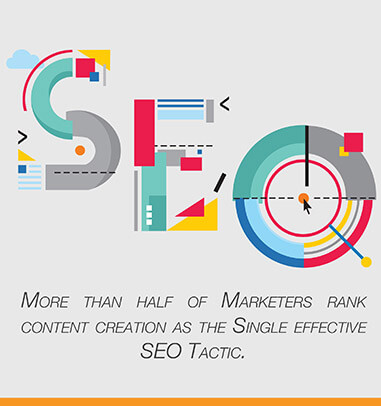 SEO
More than half of Marketers rank
content creation as the Single effective
SEO Tactic.